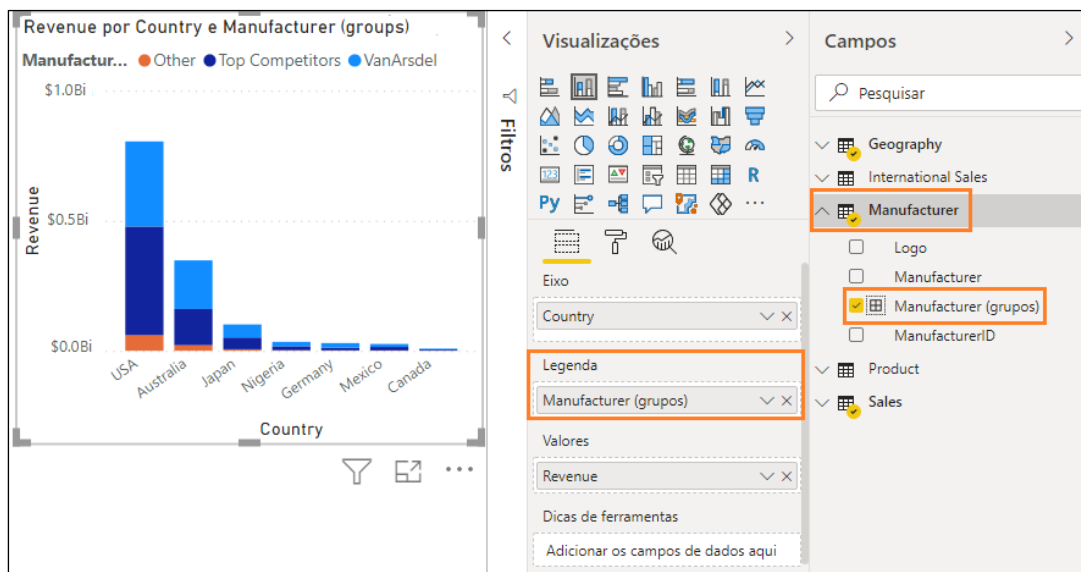 Revenue por Country e Manufacturer (groups)
Manufactur... Other Top Competitors VanArsdel
$1.0Bi
$0.5Bi
$0.0Bi
Revenue
USA
Australia
Japan
Nigeria
Germany
Mexico
Canada
Country
Filtros
Visualizações
123
R
Py
Eixo
Country
Legenda
Manufacturer (grupos)
Valores
Revenue
Dicas de ferramentas
Adicionar os campos de dados aqui
Campos
Pesquisar
Geography
International Sales
Manufacturer
Logo
Manufacturer
Manufacturer (grupos)
ManufacturerID
Product
Sales